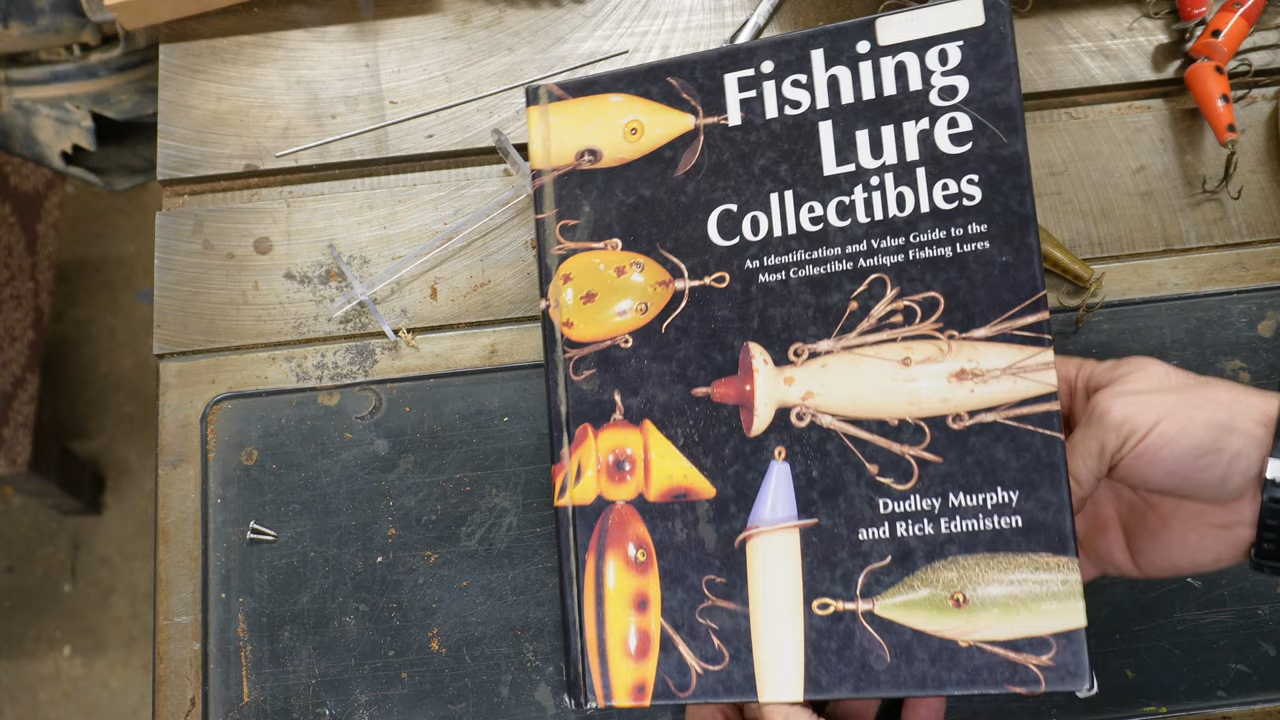 Fishing
Lure
Collectibles
An Identification and Value Guide to the
Most Collectible Antique Fishing Lures
Dudley Murphy
and Rick Edmisten